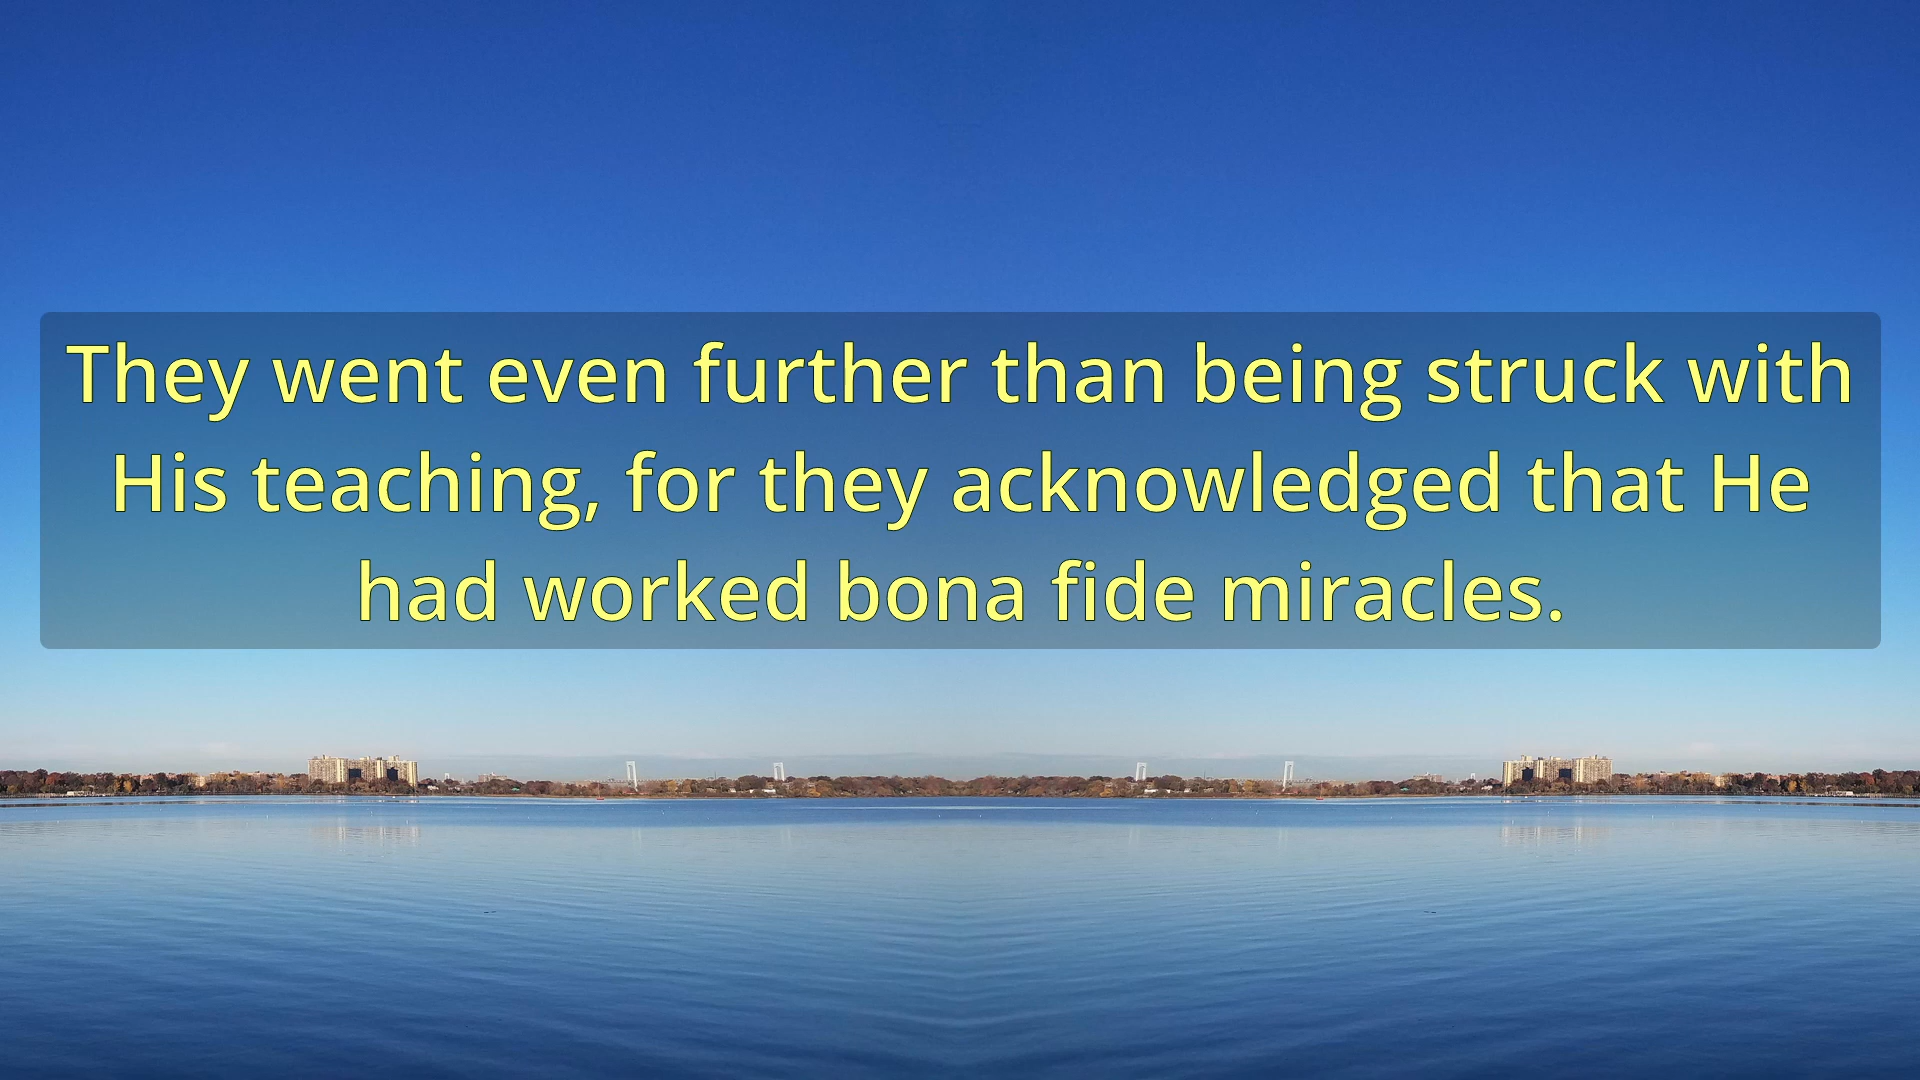 They went even further than being struck with
His teaching, for they acknowledged that He
had worked bona fide miracles.